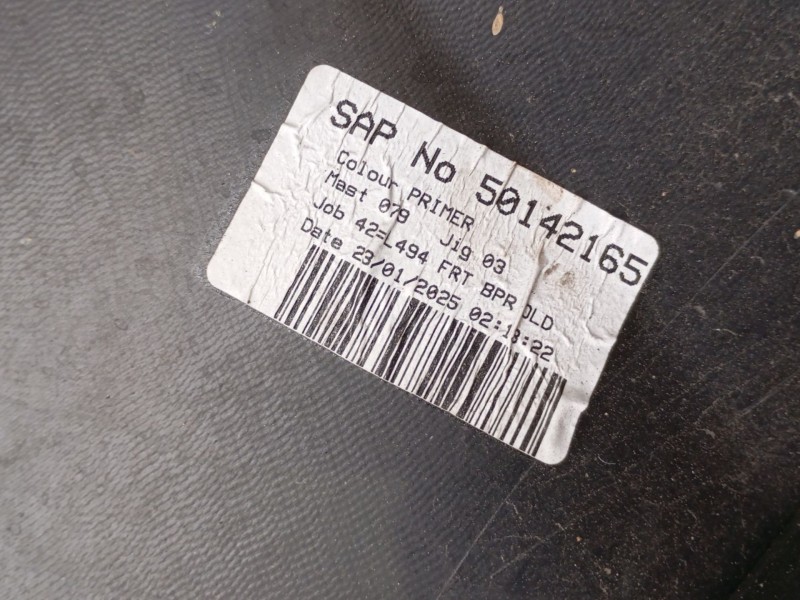 SAP No 50142165
Colour PRIMER
Mast 079 Jig 03
Job 42=L494 FRT BPR OLD
Date 23/01/2025 02:18:22